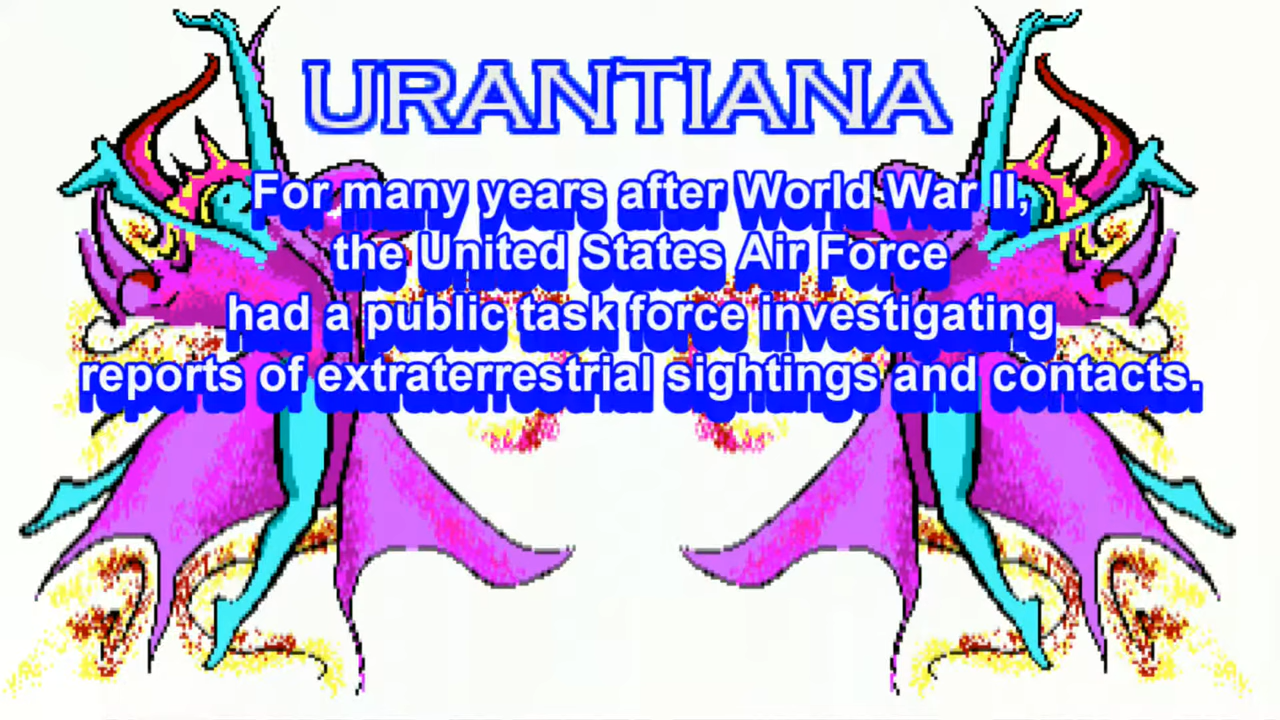 URANTIANA
For many years after World War II,
the United States Air Force
had a public task force investigating
reports of extraterrestrial sightings and contacts.